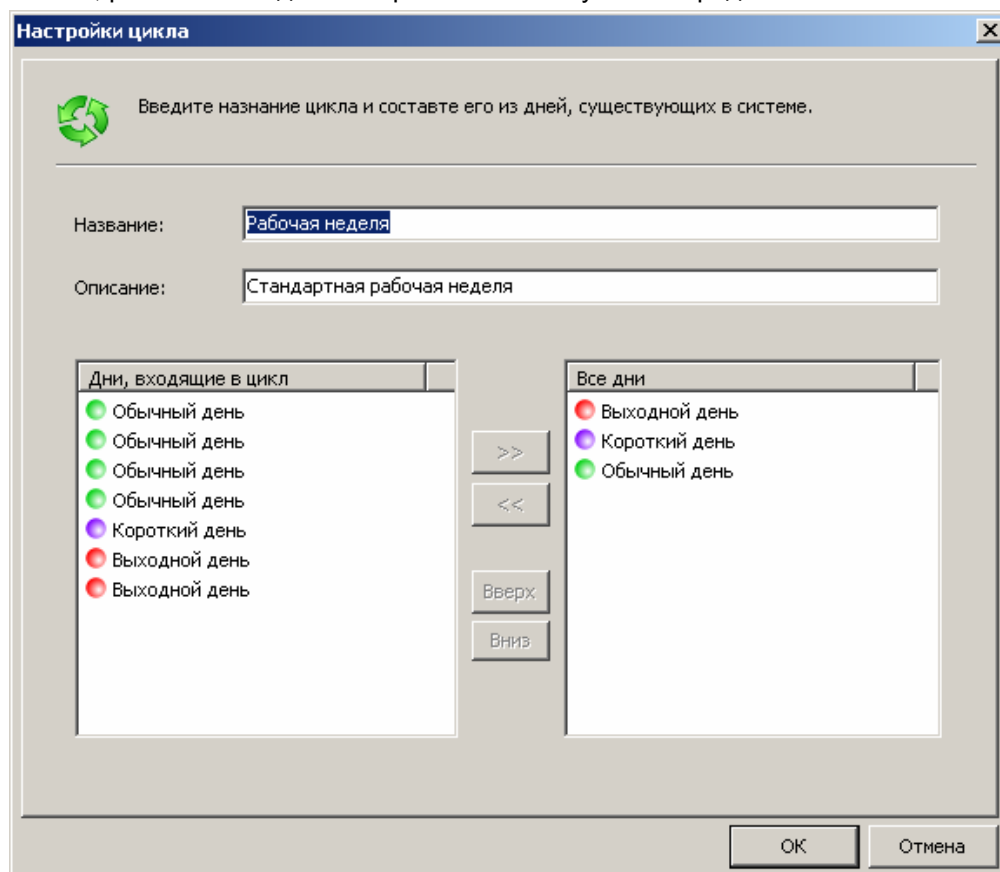 Настройки цикла
Введите назнание цикла и составте его из дней, существующих в системе.
Название:
Рабочая неделя
Описание:
Стандартная рабочая неделя
Дни, входящие в цикл
Обычный день
Обычный день
Обычный день
Обычный день
Короткий день
Выходной день
Выходной день
>>
<<
Вверх
Вниз
Все дни
Выходной день
Короткий день
Обычный день
ОК
Отмена